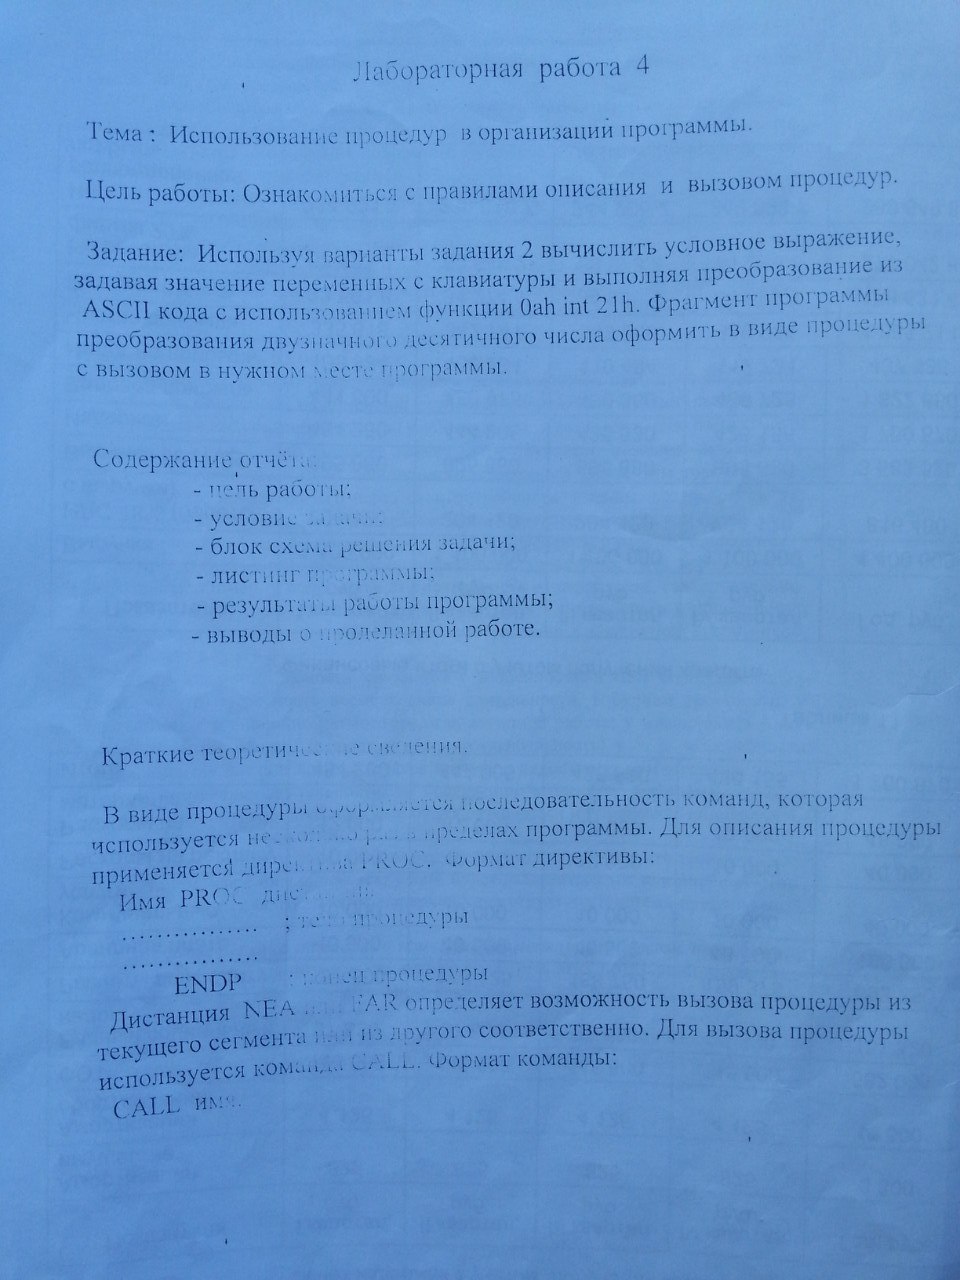 Лабораторная работа 4
Тема : Использование процедур в организаций программы.
Цель работы: Ознакомиться с правилами описания и вызовом процедур.
Задание: Используя варианты задания 2 вычислить условное выражение,
задавая значение переменных с клавиатуры и выполняя преобразование из
ASCII кода с использованием функции 0ah int 21h. Фрагмент программы
преобразования двузначного десятичного числа оформить в виде процедуры
с вызовом в нужном месте программы.
Содержание отчёта:
- цель работы;
- условие задачи;
- блок схема решения задачи;
- листинг программы;
- результаты работы программы;
- выводы о проделанной работе.
Краткие теоретические сведения.
В виде процедуры оформляется последовательность команд, которая
используется несколько раз в пределах программы. Для описания процедуры
применяется директива PROC. Формат директивы:
Имя PROC дистанция
................ ; тело процедуры
................
ENDP ; конец процедуры
Дистанция NEA или FAR определяет возможность вызова процедуры из
текущего сегмента или из другого соответственно. Для вызова процедуры
используется команда CALL. Формат команды:
CALL имя.